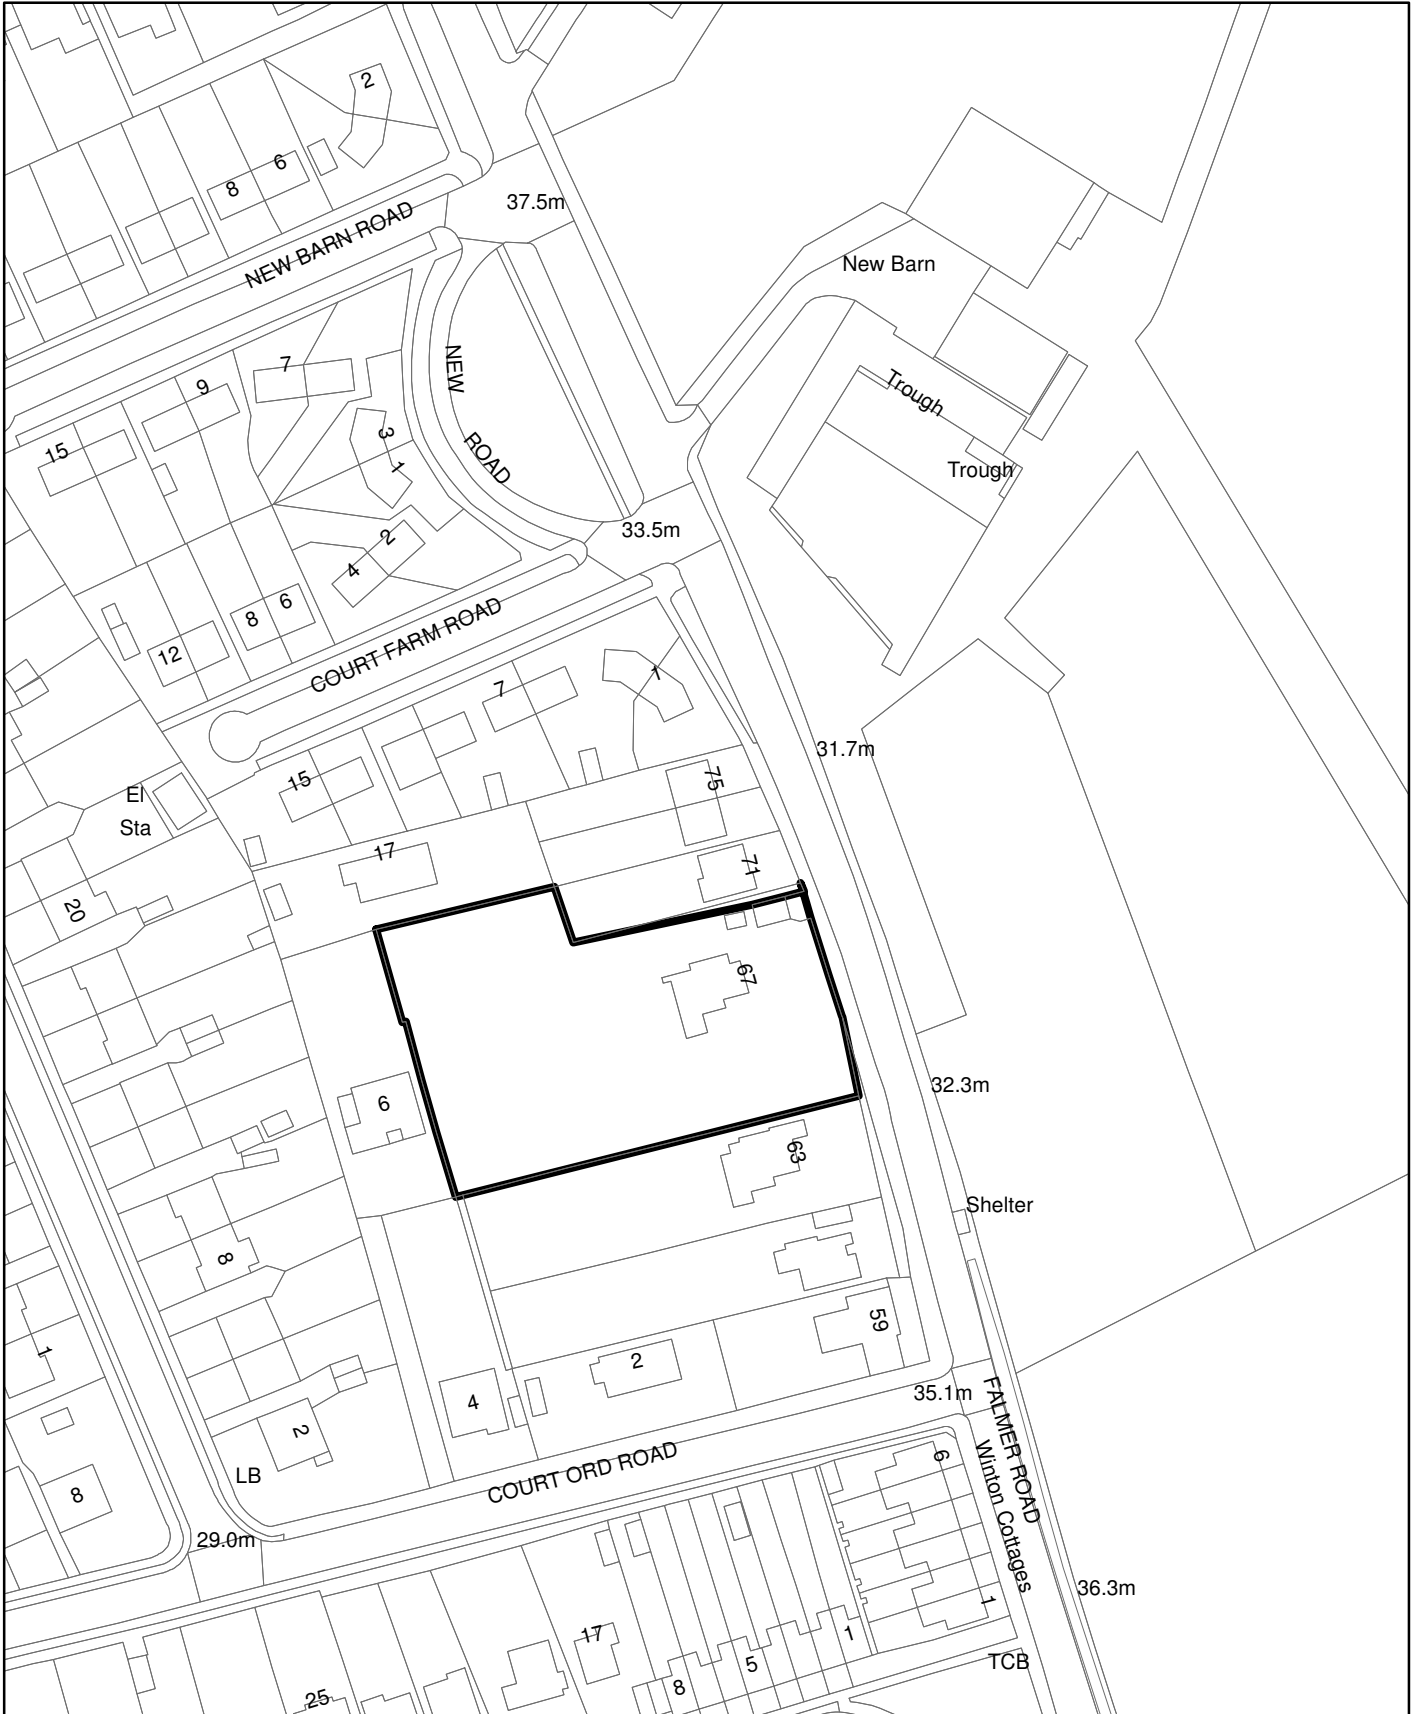 2
6
8
37.5m
NEW BARN ROAD
New Barn
7
NEW
9
Trough
3
15
1
ROAD
Trough
33.5m
2
4
6
8
COURT FARM ROAD
12
1
7
31.7m
15
75
El
Sta
17
71
20
67
32.3m
6
63
8
Shelter
59
1
2
35.1m
4
FALMER ROAD
2
COURT ORD ROAD
6
Winton Cottages
LB
8
29.0m
36.3m
1
17
1
5
TCB
8
25